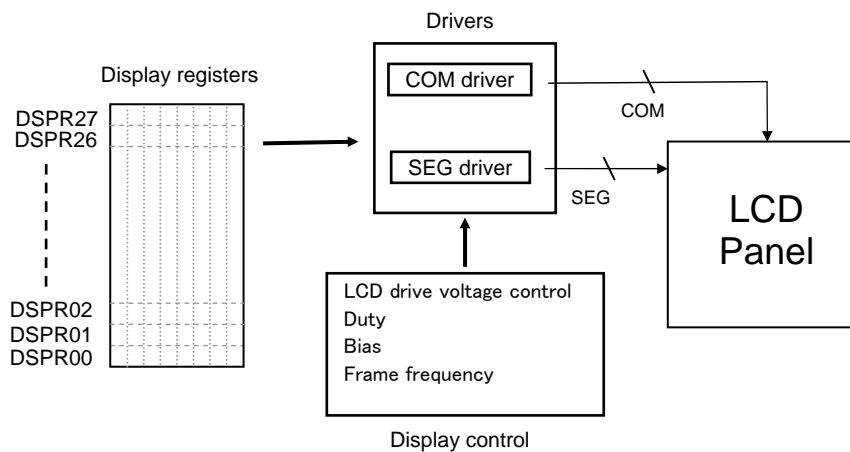 Drivers
Display registers
COM driver
DSPR27
DSPR26
COM
SEG driver
SEG
LCD
Panel
LCD drive voltage control
DSPR02
Duty
DSPR01
Bias
DSPR00
Frame frequency
Display control